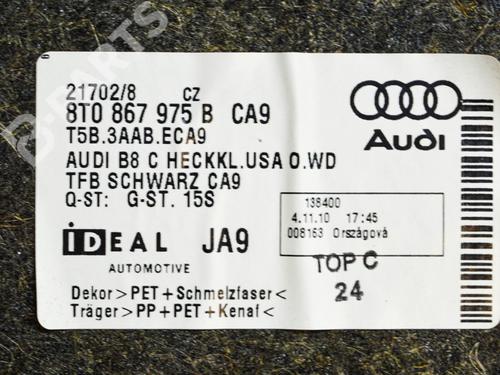 21702/8 CZ
8T0 867 975 B CA9
T5B.3AAB.ECA9
AUDI B8 C HECKKL.USA O.WD
TFB SCHWARZ CA9
Q-ST: G-ST. 15S
IDEAL JA9
AUTOMOTIVE
Dekor>PET+Schmelzfaser<
Träger>PP+PET+Kenaf<
Audi
138400
4.11.10 17:45
008163 Országová
TOP C
24
B-PARTS